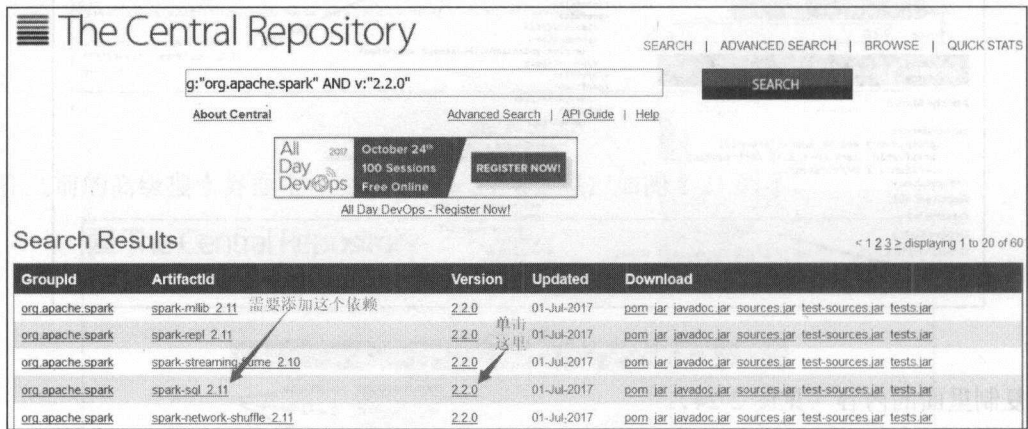 The Central Repository
SEARCH | ADVANCED SEARCH | BROWSE | QUICK STATS
g:"org.apache.spark" AND v:"2.2.0"
SEARCH
About Central
Advanced Search | API Guide | Help
All Day DevOps 2017
October 24th
100 Sessions
Free Online
REGISTER NOW!
All Day DevOps - Register Now!
Search Results
< 1 2 3 > displaying 1 to 20 of 60
GroupId ArtifactId Version Updated Download
org.apache.spark spark-mllib_2.11 需要添加这个依赖 2.2.0 01-Jul-2017 pom jar javadoc.jar sources.jar test-sources.jar tests.jar
单击
这里
org.apache.spark spark-repl_2.11 2.2.0 01-Jul-2017 pom jar javadoc.jar sources.jar test-sources.jar tests.jar
org.apache.spark spark-streaming-flume_2.10 2.2.0 01-Jul-2017 pom jar javadoc.jar sources.jar test-sources.jar tests.jar
org.apache.spark spark-sql_2.11 2.2.0 01-Jul-2017 pom jar javadoc.jar sources.jar test-sources.jar tests.jar
org.apache.spark spark-network-shuffle_2.11 2.2.0 01-Jul-2017 pom jar javadoc.jar sources.jar test-sources.jar tests.jar